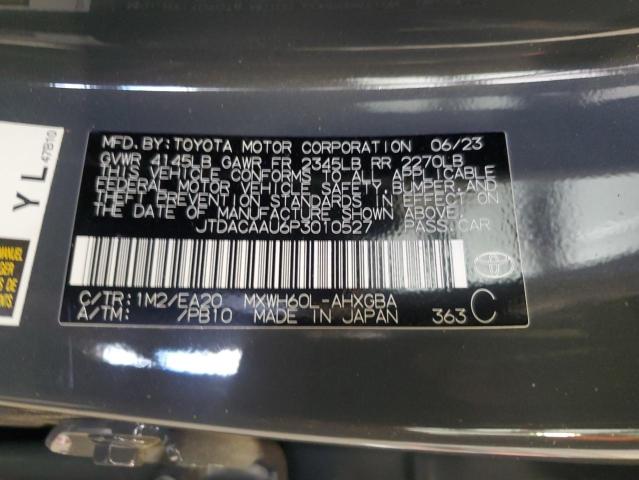 MFD. BY: TOYOTA MOTOR CORPORATION 06/23
GVWR 4145LB GAWR FR 2345LB RR 2270LB
THIS VEHICLE CONFORMS TO ALL APPLICABLE
FEDERAL MOTOR VEHICLE SAFETY, BUMPER, AND
THEFT PREVENTION STANDARDS IN EFFECT ON
THE DATE OF MANUFACTURE SHOWN ABOVE.
JTDACAAU6P3010527 PASS. CAR
C/TR: 1M2/EA20 MXWH60L-AHXGBA
A/TM: /PB10 MADE IN JAPAN 363 C
Y L
47B10
MANUEL